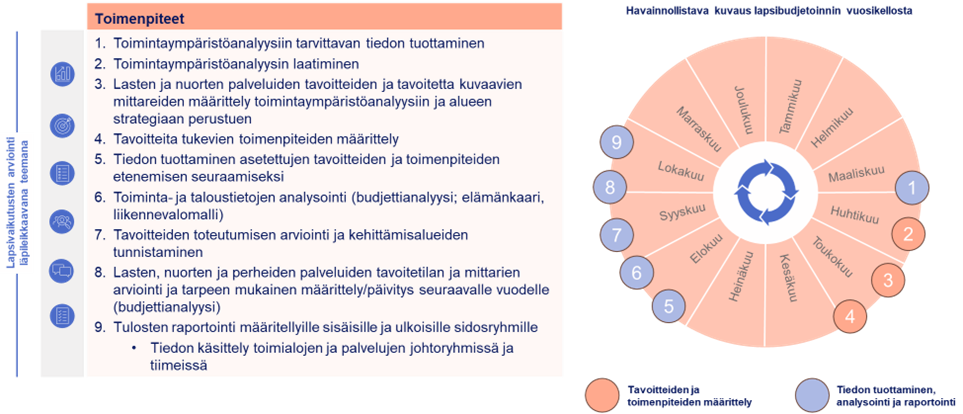 Lapsivaikutusten arviointi
läpileikkaavana teemana
Toimenpiteet
1. Toimintaympäristöanalyysiin tarvittavan tiedon tuottaminen
2. Toimintaympäristöanalyysin laatiminen
3. Lasten ja nuorten palveluiden tavoitteiden ja tavoitetta kuvaavien
mittareiden määrittely toimintaympäristöanalyysiin ja alueen
strategiaan perustuen
4. Tavoitteita tukevien toimenpiteiden määrittely
5. Tiedon tuottaminen asetettujen tavoitteiden ja toimenpiteiden
etenemisen seuraamiseksi
6. Toiminta- ja taloustietojen analysointi (budjettianalyysi; elämänkaari,
liikennevalomalli)
7. Tavoitteiden toteutumisen arviointi ja kehittämisalueiden
tunnistaminen
8. Lasten, nuorten ja perheiden palveluiden tavoitetilan ja mittarien
arviointi ja tarpeen mukainen määrittely/päivitys seuraavalle vuodelle
(budjettianalyysi)
9. Tulosten raportointi määritellyille sisäisille ja ulkoisille sidosryhmille
• Tiedon käsittely toimialojen ja palvelujen johtoryhmissä ja
tiimeissä
Havainnollistava kuvaus lapsibudjetoinnin vuosikellosta
Tammikuu
Helmikuu
Maaliskuu
Huhtikuu
Toukokuu
Kesäkuu
Heinäkuu
Elokuu
Syyskuu
Lokakuu
Marraskuu
Joulukuu
1
2
3
4
5
6
7
8
9
Tavoitteiden ja
toimenpiteiden määrittely
Tiedon tuottaminen,
analysointi ja raportointi